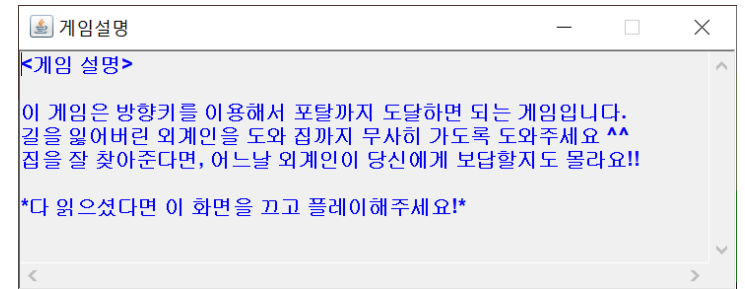 게임설명
<게임 설명>
이 게임은 방향키를 이용해서 포탈까지 도달하면 되는 게임입니다.
길을 잃어버린 외계인을 도와 집까지 무사히 가도록 도와주세요 ^^
집을 잘 찾아준다면, 어느날 외계인이 당신에게 보답할지도 몰라요!!
*다 읽으셨다면 이 화면을 끄고 플레이해주세요!*